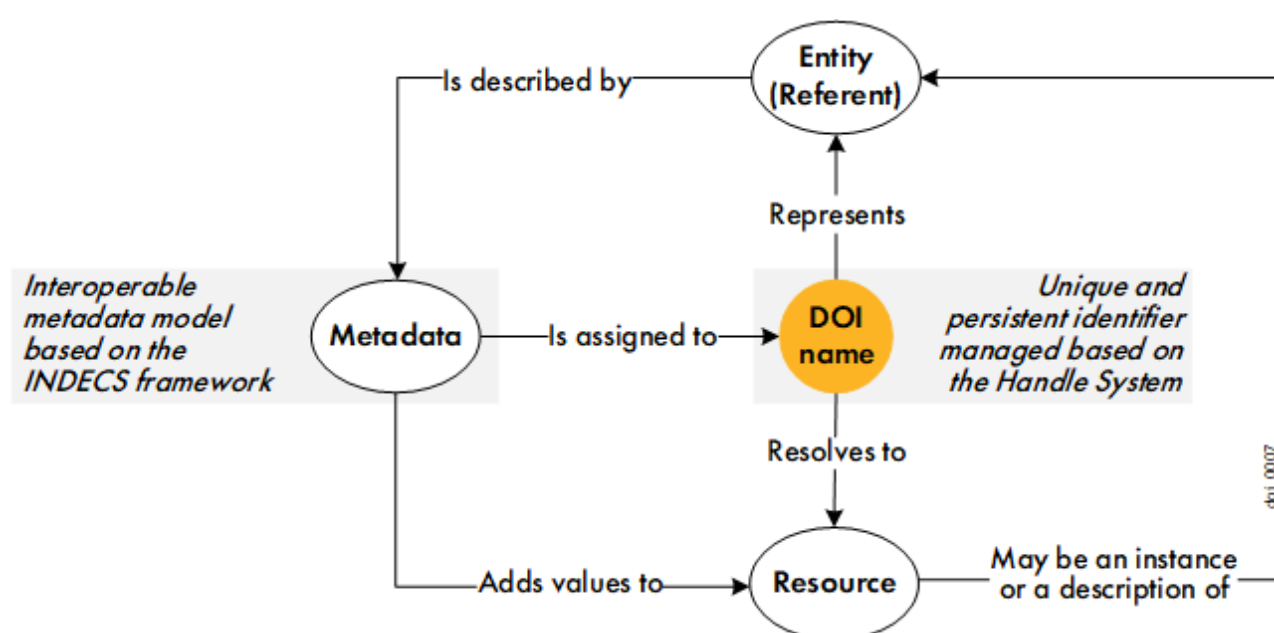 Entity
(Referent)
Is described by
Represents
Interoperable
metadata model
based on the
INDECS framework
Metadata
Is assigned to
DOI
name
Unique and
persistent identifier
managed based on
the Handle System
Resolves to
doi_0007
Adds values to
Resource
May be an instance
or a description of